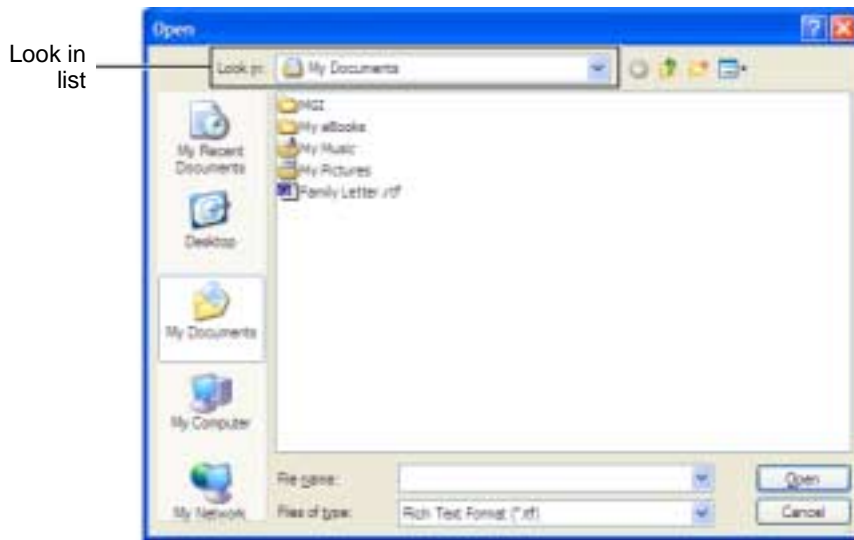 Open
Look in
list
Look in:
My Documents
MGI
My eBooks
My Music
My Pictures
Family Letter.rtf
My Recent
Documents
Desktop
My Documents
My Computer
My Network
File name:
Open
Files of type:
Rich Text Format (*.rtf)
Cancel